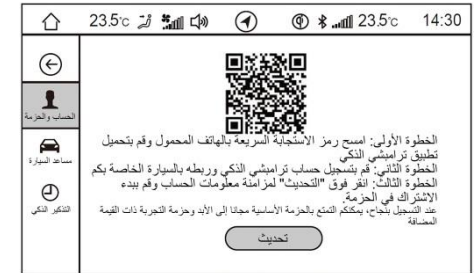 23.5°c 23.5°c 14:30
الحساب والحزمة
مساعد السيارة
التذكير الذكي
الخطوة الأولى: امسح رمز الاستجابة السريعة بالهاتف المحمول وقم بتحميل
تطبيق ترامبشي الذكي
الخطوة الثاني: قم بتسجيل حساب ترامبشي الذكي وربطه بالسيارة الخاصة بكم
الخطوة الثالث: انقر فوق "التحديث" لمزامنة معلومات الحساب وقم ببدء
الاشتراك في الحزمة.
عند التسجيل بنجاح، يمكنكم التمتع بالحزمة الأساسية مجانا إلى الأبد وحزمة التجربة ذات القيمة
المضافة
تحديث